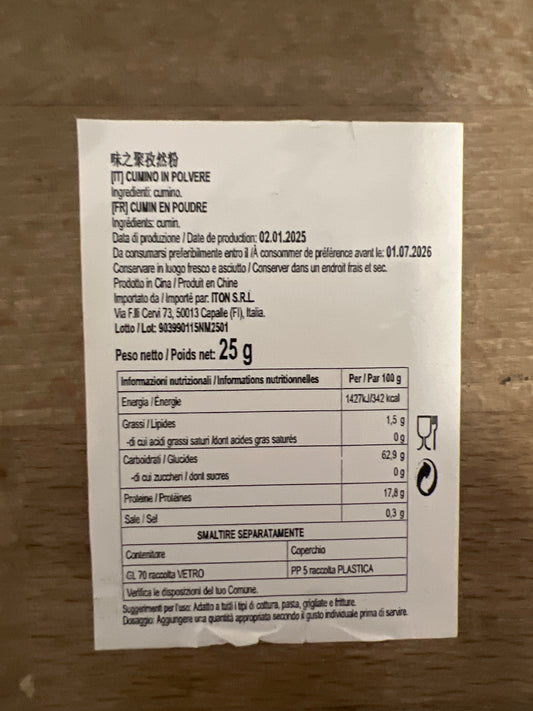 味之聚孜然粉
[IT] CUMINO IN POLVERE
Ingredienti: cumino.
[FR] CUMIN EN POUDRE
Ingrédients: cumin.
Data di produzione / Date de production: 02.01.2025
Da consumarsi preferibilmente entro il /À consommer de préférence avant le: 01.07.2026
Conservare in luogo fresco e asciutto / Conserver dans un endroit frais et sec.
Prodotto in Cina / Produit en Chine
Importato da / Importé par: ITON S.R.L.
Via F.lli Cervi 73, 50013 Capalle (FI), Italia.
Lotto / Lot: 903990115NM2501
Peso netto / Poids net: 25 g
Informazioni nutrizionali / Informations nutritionnelles Per / Par 100 g
Energia / Énergie 1427kJ/342 kcal
Grassi / Lipides 1,5 g
-di cui acidi grassi saturi /dont acides gras saturés 0 g
Carboidrati / Glucides 62,9 g
-di cui zuccheri / dont sucres 0 g
Proteine / Protéines 17,8 g
Sale / Sel 0,3 g
SMALTIRE SEPARATAMENTE
Contenitore Coperchio
GL 70 raccolta VETRO PP 5 raccolta PLASTICA
Verifica le disposizioni del tuo Comune.
Suggerimenti per l'uso: Adatto a tutti i tipi di cottura, pasta, grigliate e fritture.
Dosaggio: Aggiungere una quantità appropriata secondo il gusto individuale prima di servire.